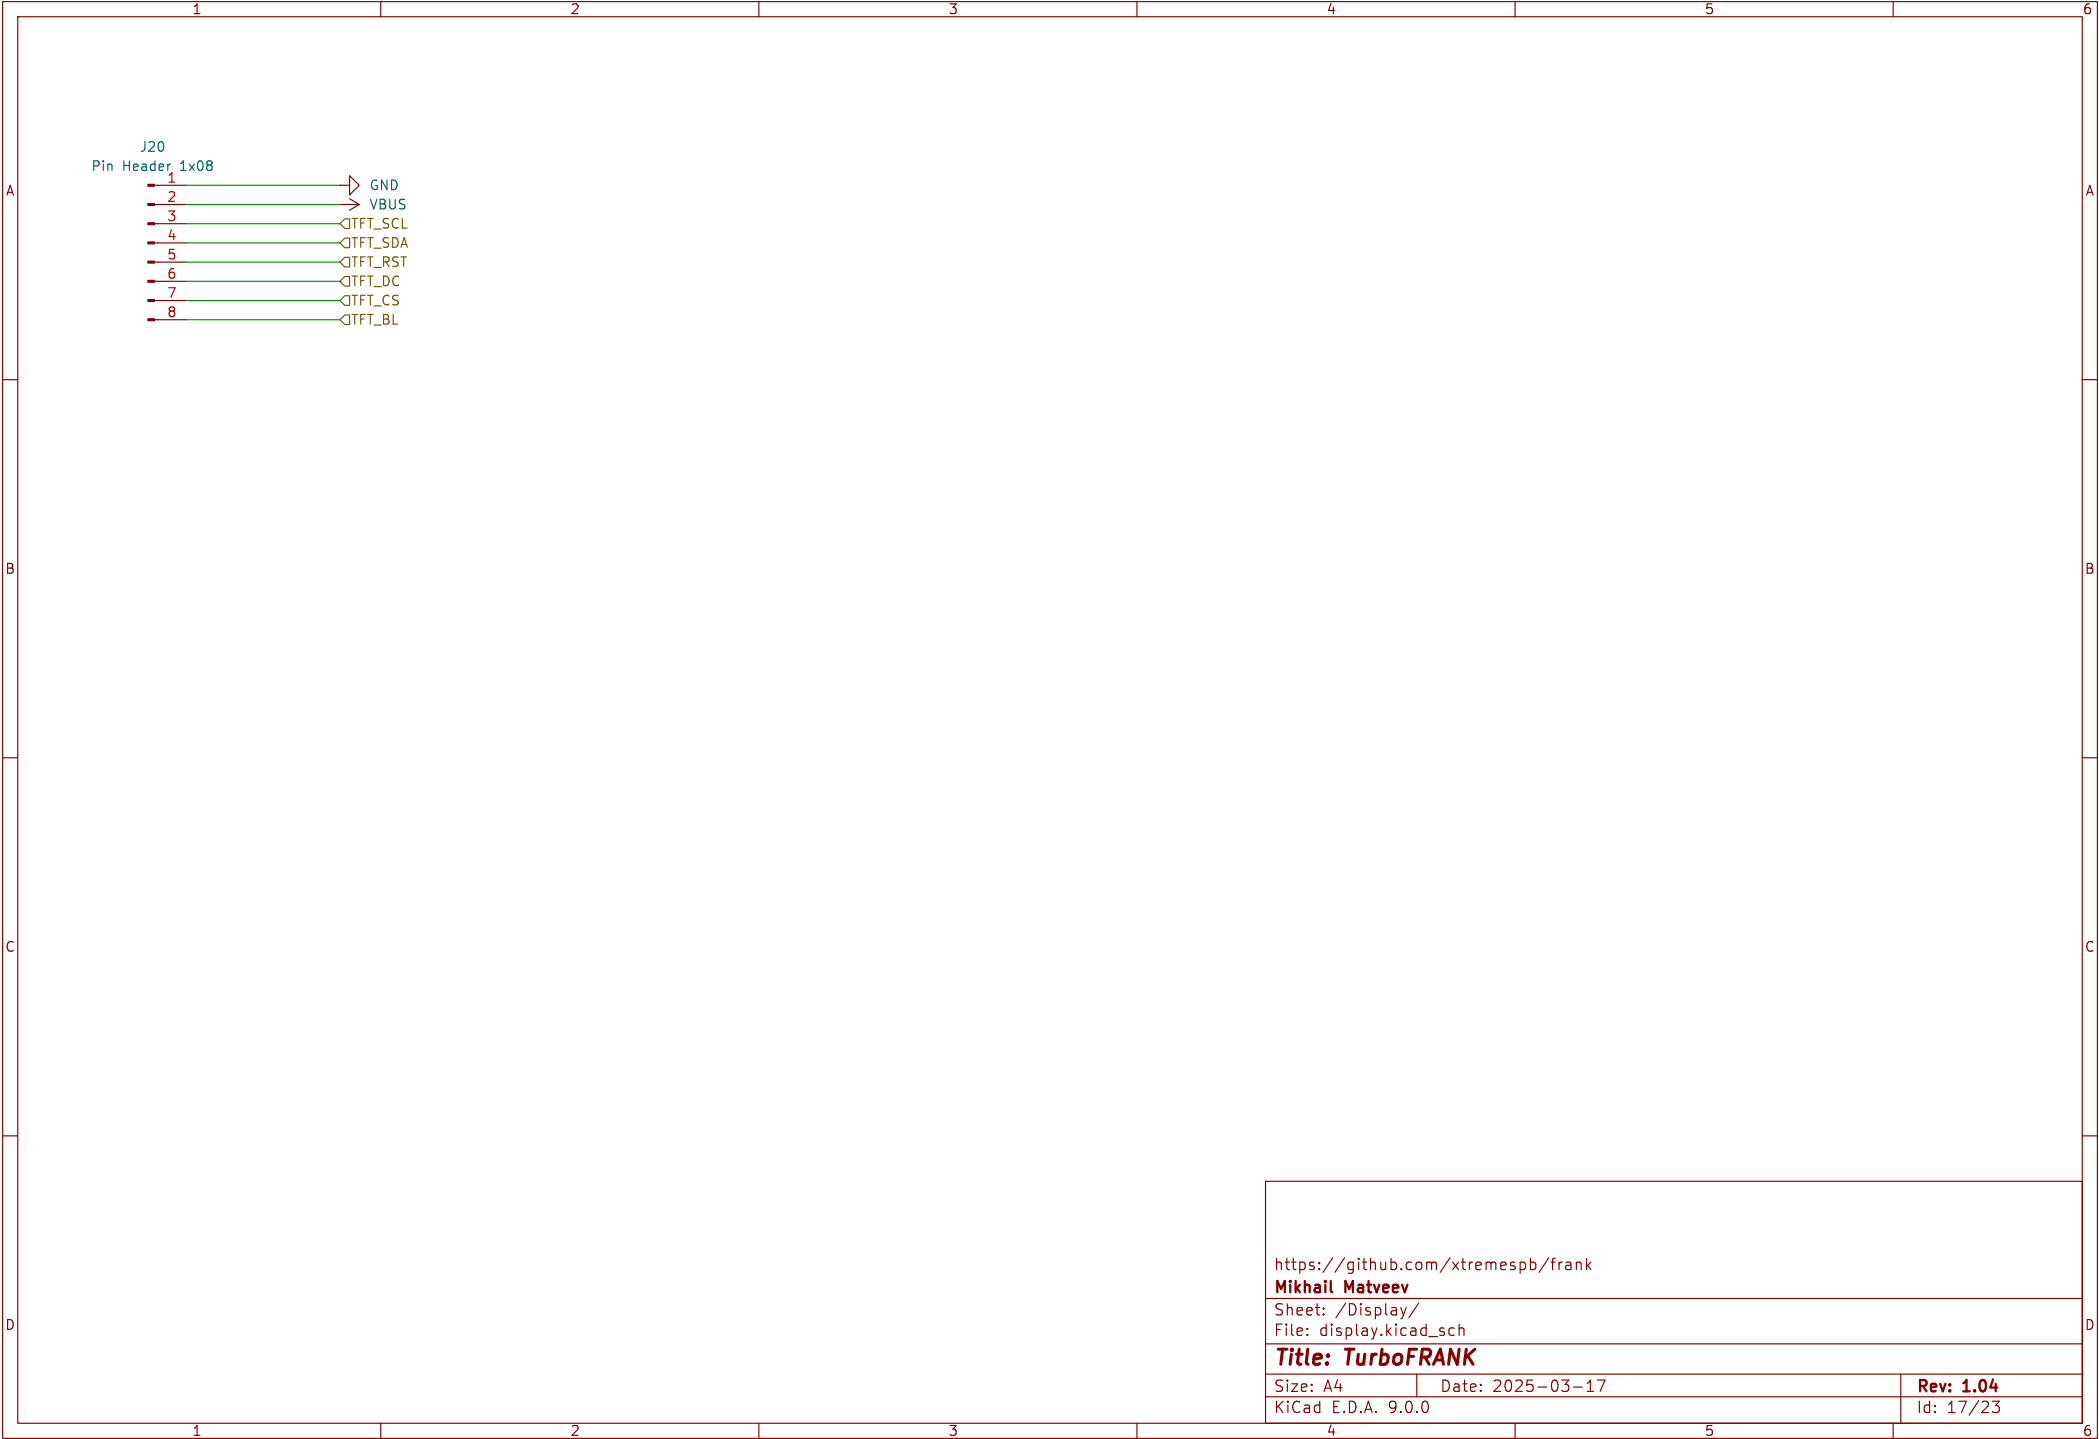 1 2 3 4 5 6
J20
Pin Header 1x08
1 GND
2 VBUS
3 TFT_SCL
4 TFT_SDA
5 TFT_RST
6 TFT_DC
7 TFT_CS
8 TFT_BL
A A
B B
C C
D D
https://github.com/xtremespb/frank
Mikhail Matveev
Sheet: /Display/
File: display.kicad_sch
Title: TurboFRANK
Size: A4 Date: 2025-03-17 Rev: 1.04
KiCad E.D.A. 9.0.0 Id: 17/23
1 2 3 4 5 6